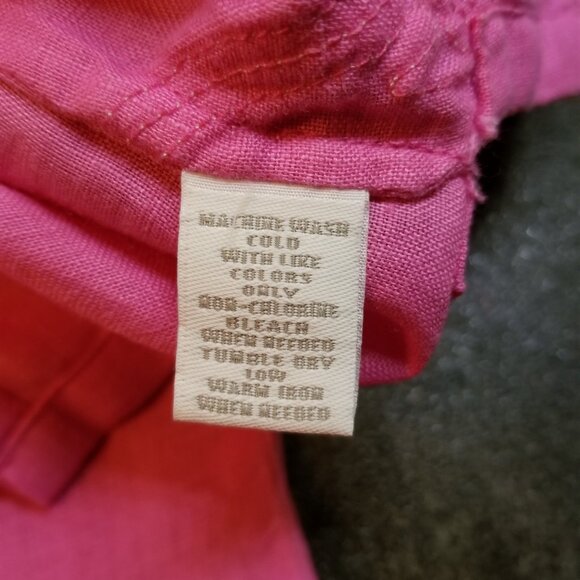 MACHINE WASH
COLD
WITH LIKE
COLORS
ONLY
NON-CHLORINE
BLEACH
WHEN NEEDED
TUMBLE DRY
LOW
WARM IRON
WHEN NEEDED